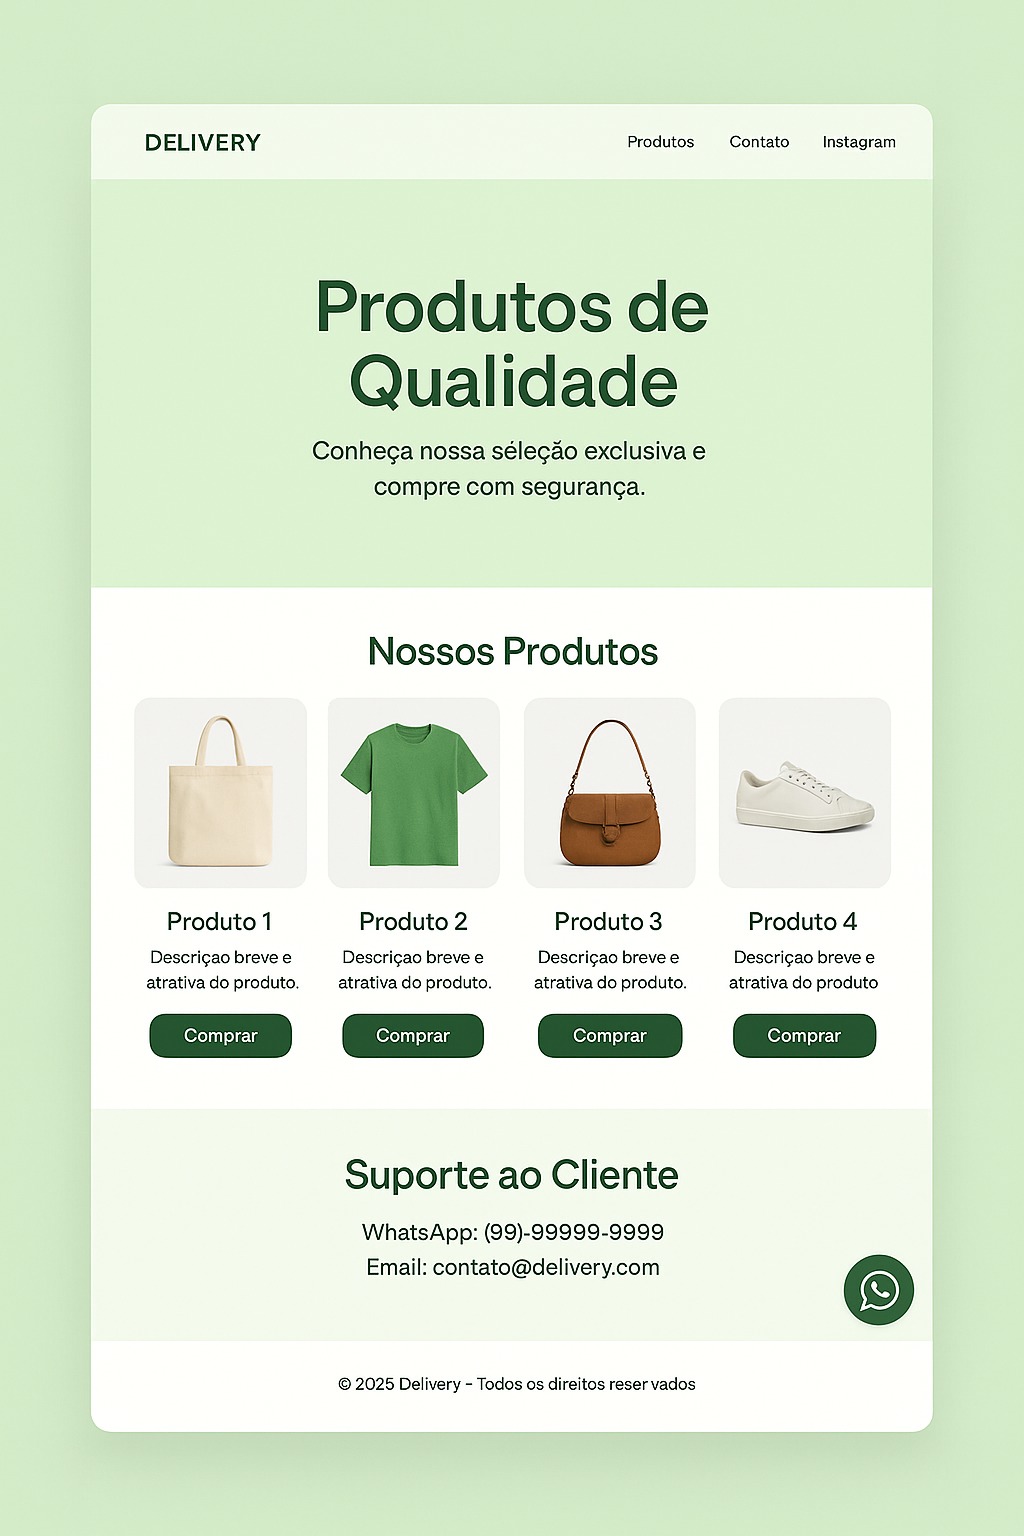 DELIVERY
Produtos Contato Instagram
Produtos de
Qualidade
Conheça nossa séleção exclusiva e
compre com segurança.
Nossos Produtos
Produto 1
Descriçao breve e
atrativa do produto.
Comprar
Produto 2
Descriçao breve e
atrativa do produto.
Comprar
Produto 3
Descriçao breve e
atrativa do produto.
Comprar
Produto 4
Descriçao breve e
atrativa do produto
Comprar
Suporte ao Cliente
WhatsApp: (99)-99999-9999
Email: contato@delivery.com
© 2025 Delivery – Todos os direitos reser vados